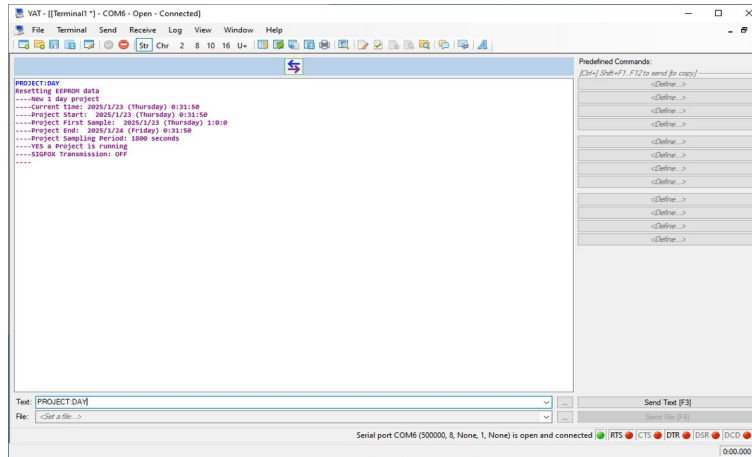 YAT - [[Terminal1 *] - COM6 - Open - Connected]
File Terminal Send Receive Log View Window Help
Str Chr 2 8 10 16 U+
Predefined Commands:
[Ctrl+] Shift+F1..F12 to send [to copy]
<Define...>
<Define...>
<Define...>
<Define...>
<Define...>
<Define...>
<Define...>
<Define...>
<Define...>
<Define...>
<Define...>
<Define...>
PROJECT:DAY
Resetting EEPROM data
----New 1 day project
----Current time: 2025/1/23 (Thursday) 0:31:50
----Project Start:  2025/1/23 (Thursday) 0:31:50
----Project First Sample:  2025/1/23 (Thursday) 1:0:0
----Project End:  2025/1/24 (Friday) 0:31:50
----Project Sampling Period: 1800 seconds
----YES a Project is running
----SIGFOX Transmission: OFF
----
Text: PROJECT:DAY
... Send Text [F3]
File: <Set a file...>
... Send File [F4]
Serial port COM6 (500000, 8, None, 1, None) is open and connected RTS CTS DTR DSR DCD
0:00.000